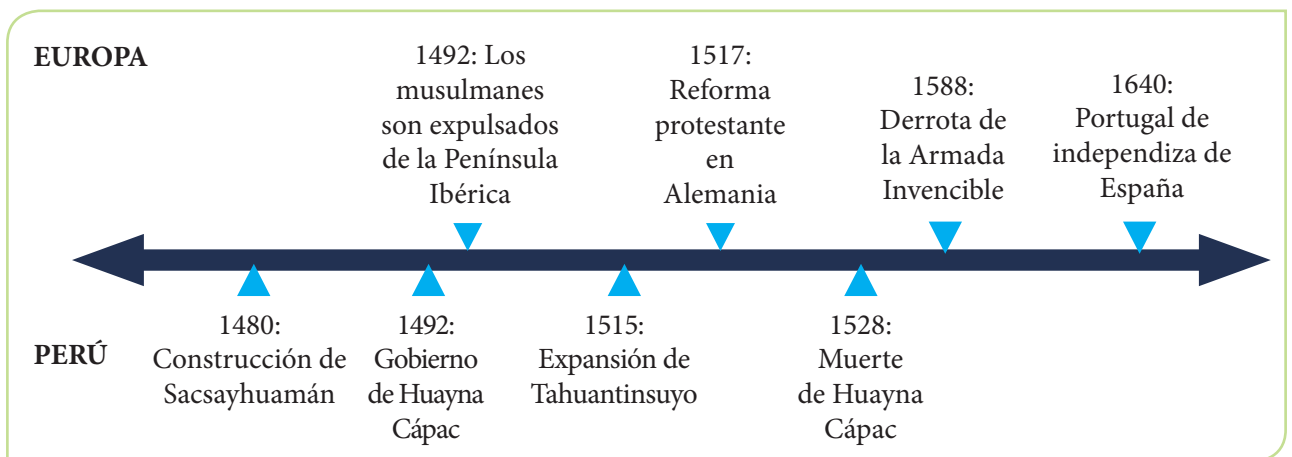 EUROPA
1492: Los
musulmanes
son expulsados
de la Península
Ibérica
1517:
Reforma
protestante
en
Alemania
1588:
Derrota de
la Armada
Invencible
1640:
Portugal de
independiza de
España
PERÚ
1480:
Construcción de
Sacsayhuamán
1492:
Gobierno
de Huayna
Cápac
1515:
Expansión de
Tahuantinsuyo
1528:
Muerte
de Huayna
Cápac